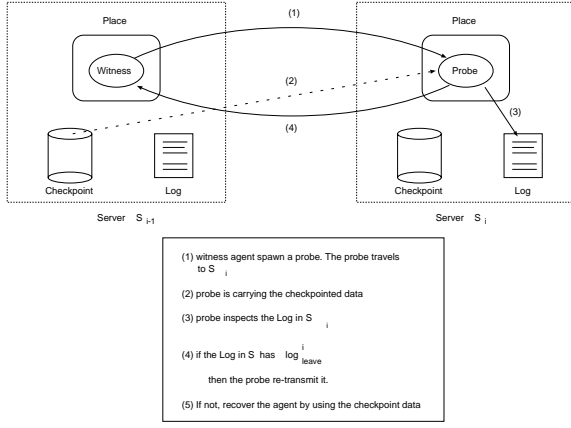 (1)
Place
Place
Witness
Probe
(2)
(3)
(4)
Checkpoint
Log
Checkpoint
Log
Server S i-1
Server S i
(1) witness agent spawn a probe. The probe travels
to S i
(2) probe is carrying the checkpointed data
(3) probe inspects the Log in S i
(4) if the Log in S has log i leave
then the probe re-transmit it.
(5) If not, recover the agent by using the checkpoint data